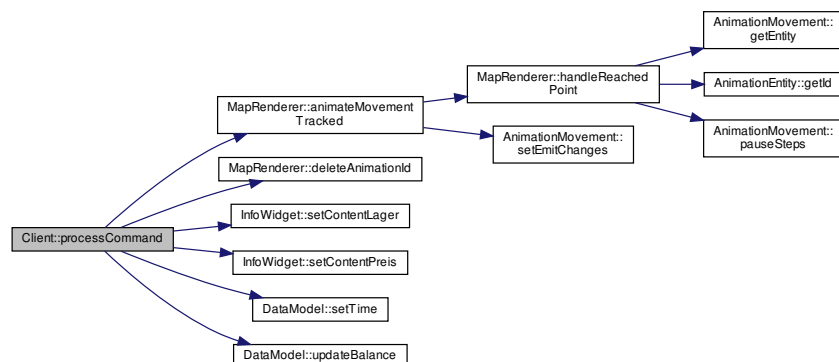 AnimationMovement::
getEntity
MapRenderer::handleReached
Point
AnimationEntity::getId
MapRenderer::animateMovement
Tracked
AnimationMovement::
pauseSteps
AnimationMovement::
setEmitChanges
MapRenderer::deleteAnimationId
InfoWidget::setContentLager
Client::processCommand
InfoWidget::setContentPreis
DataModel::setTime
DataModel::updateBalance